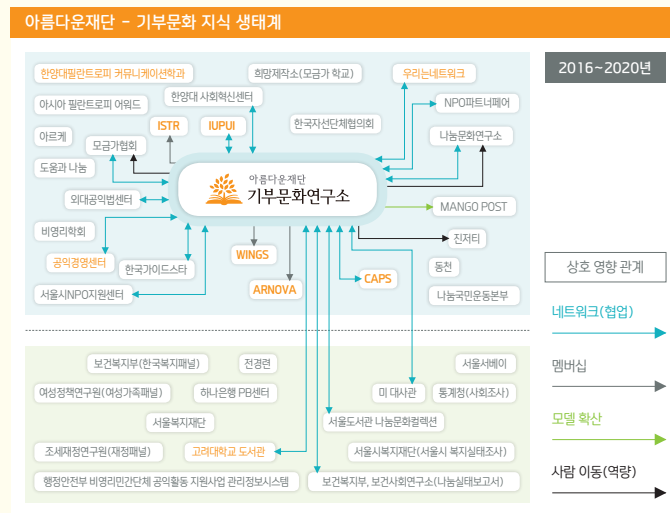 아름다운재단 – 기부문화 지식 생태계
2016~2020년
한양대필란트로피 커뮤니케이션학과
희망제작소(모금가 학교)
우리는네트워크
아시아 필란트로피 어워드
한양대 사회혁신센터
NPO파트너페어
아르케
모금가협회
ISTR
IUPUI
한국자선단체협의회
나눔문화연구소
도움과 나눔
아름다운재단
기부문화연구소
외대공익법센터
MANGO POST
비영리학회
진저티
공익경영센터
한국가이드스타
WINGS
동천
서울시NPO지원센터
ARNOVA
CAPS
나눔국민운동본부
상호 영향 관계
네트워크(협업)
멤버십
모델 확산
사람 이동(역량)
보건복지부(한국복지패널)
전경련
서울서베이
여성정책연구원(여성가족패널)
하나은행 PB센터
미 대사관
통계청(사회조사)
서울복지재단
서울도서관 나눔문화컬렉션
조세재정연구원(재정패널)
고려대학교 도서관
서울시복지재단(서울시 복지실태조사)
행정안전부 비영리민간단체 공익활동 지원사업 관리정보시스템
보건복지부, 보건사회연구소(나눔실태보고서)